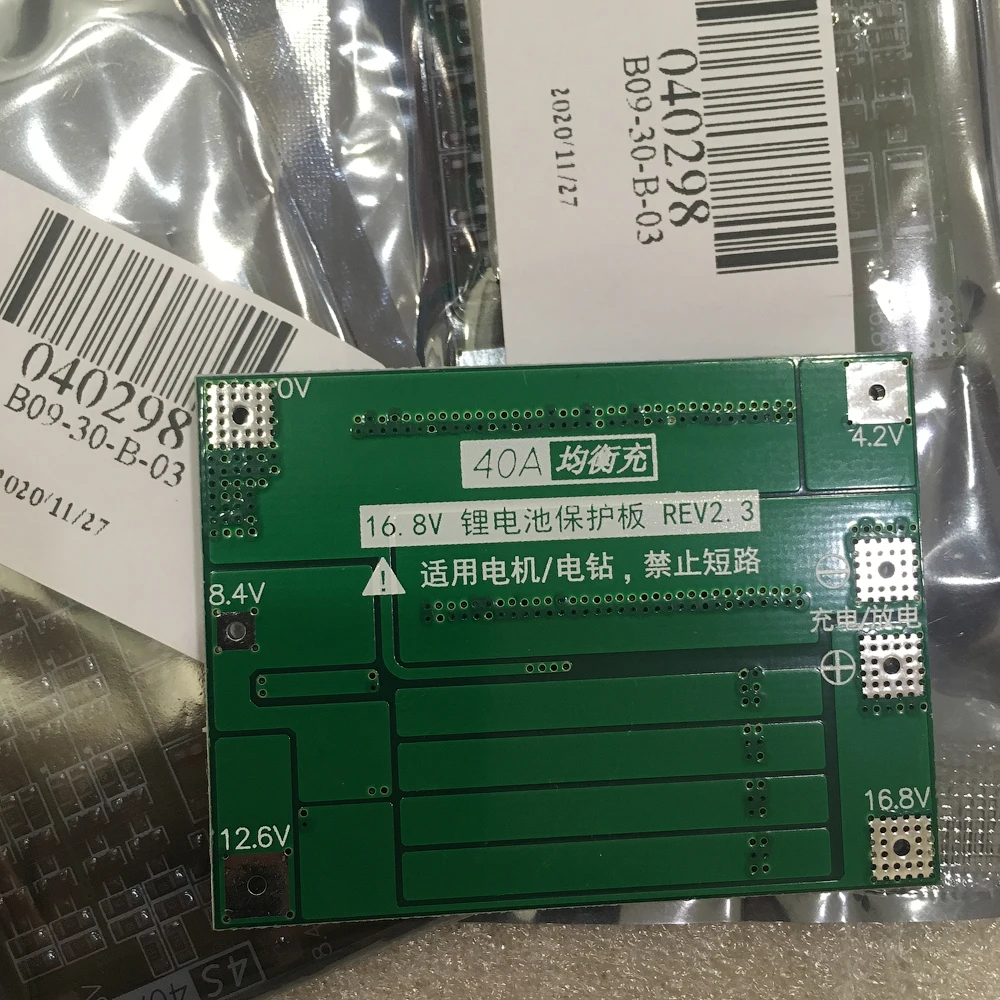 040298
B09-30-B-03
2020/11/27
040298
B09-30-B-03
2020/11/27
0V
4.2V
40A 均衡充
16.8V 锂电池保护板 REV2.3
适用电机/电钻，禁止短路
8.4V
充电/放电
16.8V
12.6V
4S